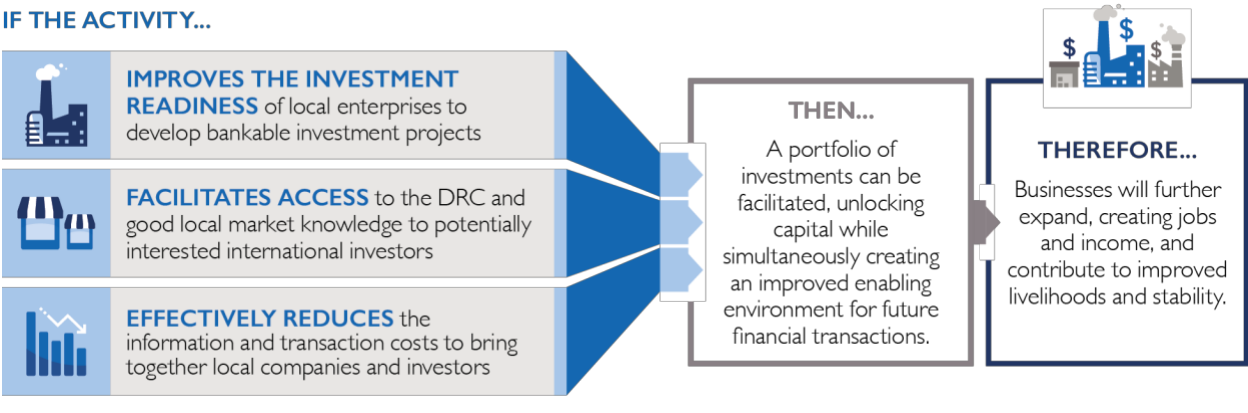 IF THE ACTIVITY...
IMPROVES THE INVESTMENT
READINESS of local enterprises to
develop bankable investment projects
FACILITATES ACCESS to the DRC and
good local market knowledge to potentially
interested international investors
EFFECTIVELY REDUCES the
information and transaction costs to bring
together local companies and investors
THEN...
A portfolio of
investments can be
facilitated, unlocking
capital while
simultaneously creating
an improved enabling
environment for future
financial transactions.
$ $ $
THEREFORE...
Businesses will further
expand, creating jobs
and income, and
contribute to improved
livelihoods and stability.